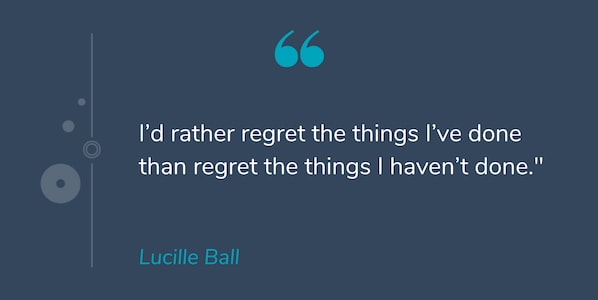 “
I’d rather regret the things I’ve done
than regret the things I haven’t done."
Lucille Ball